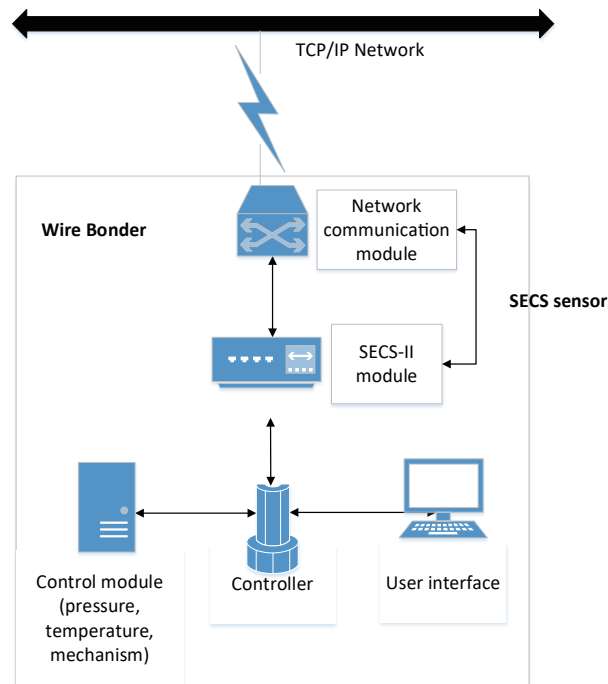 TCP/IP Network
Wire Bonder
Network
communication
module
SECS sensor
SECS-II
module
Control module
(pressure,
temperature,
mechanism)
Controller
User interface